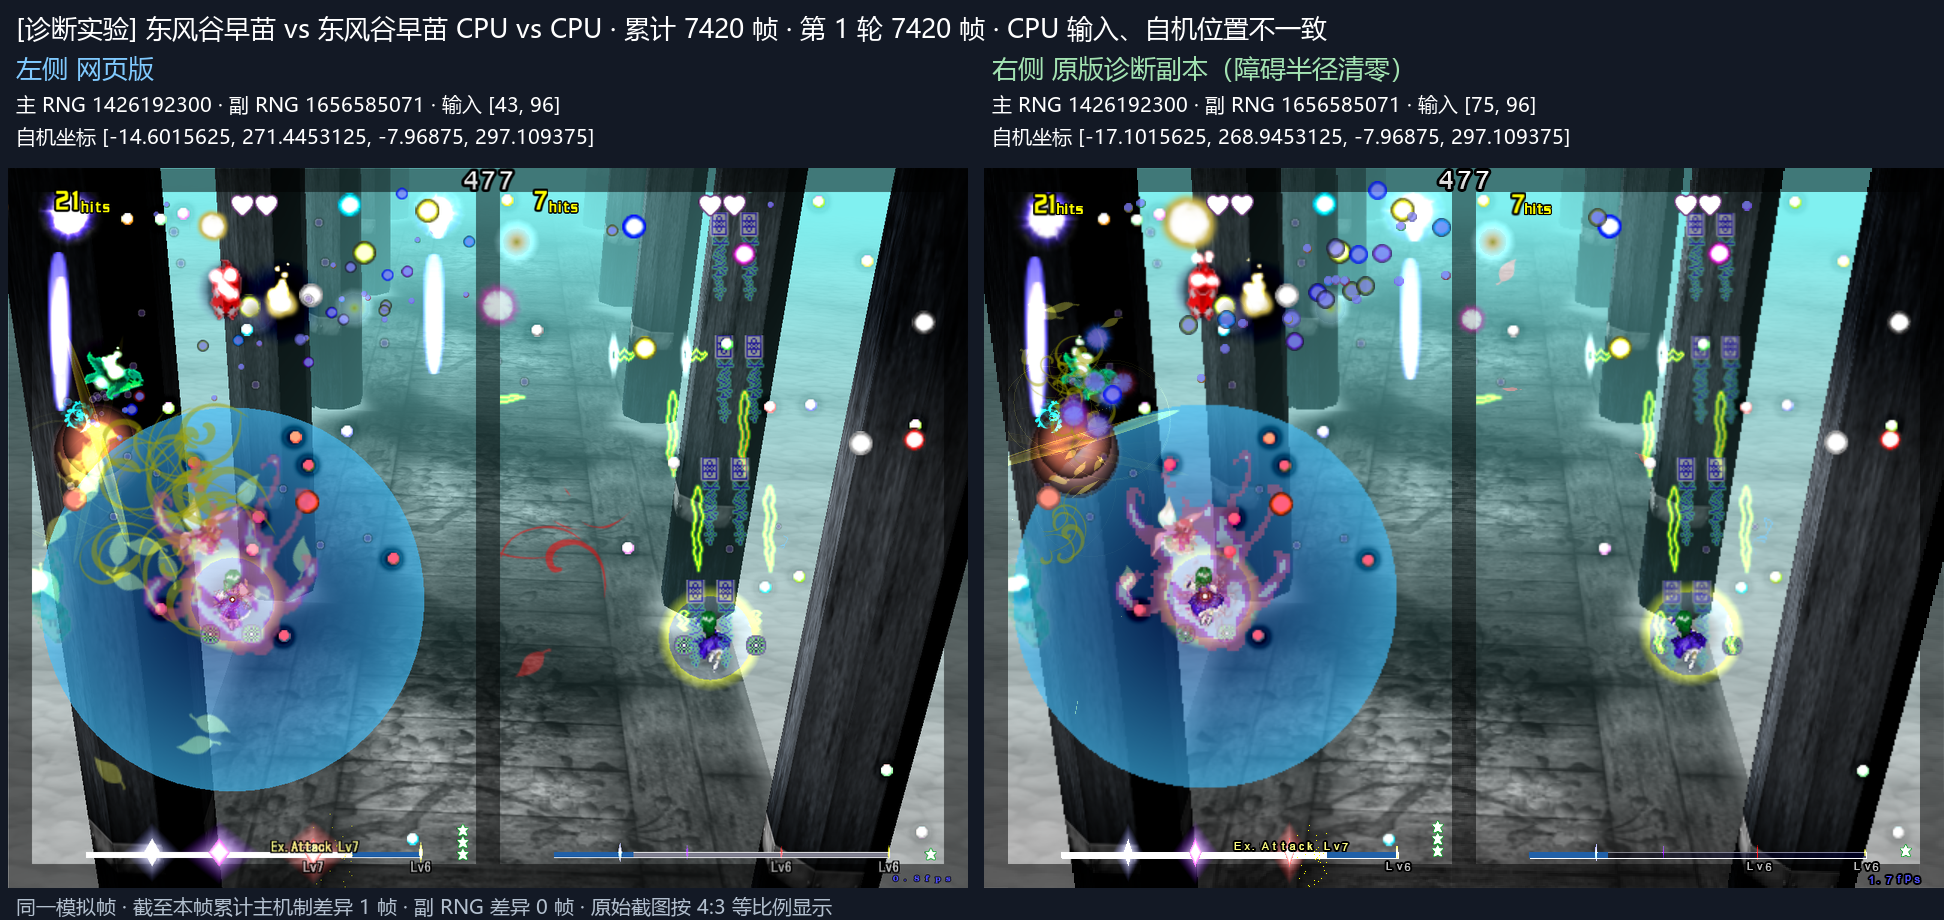 [诊断实验] 东风谷早苗 vs 东风谷早苗 CPU vs CPU · 累计 7420 帧 · 第 1 轮 7420 帧 · CPU 输入、自机位置不一致
左侧 网页版
主 RNG 1426192300 · 副 RNG 1656585071 · 输入 [43, 96]
自机坐标 [-14.6015625, 271.4453125, -7.96875, 297.109375]
右侧 原版诊断副本（障碍半径清零）
主 RNG 1426192300 · 副 RNG 1656585071 · 输入 [75, 96]
自机坐标 [-17.1015625, 268.9453125, -7.96875, 297.109375]
477
21hits
7hits
Ex.Attack Lv7
Lv7
Lv6
Lv6
Lv6
0.8fps
477
21hits
7hits
Ex.Attack Lv7
Lv6
Lv6
Lv6
1.7fps
同一模拟帧 · 截至本帧累计主机制差异 1 帧 · 副 RNG 差异 0 帧 · 原始截图按 4:3 等比例显示